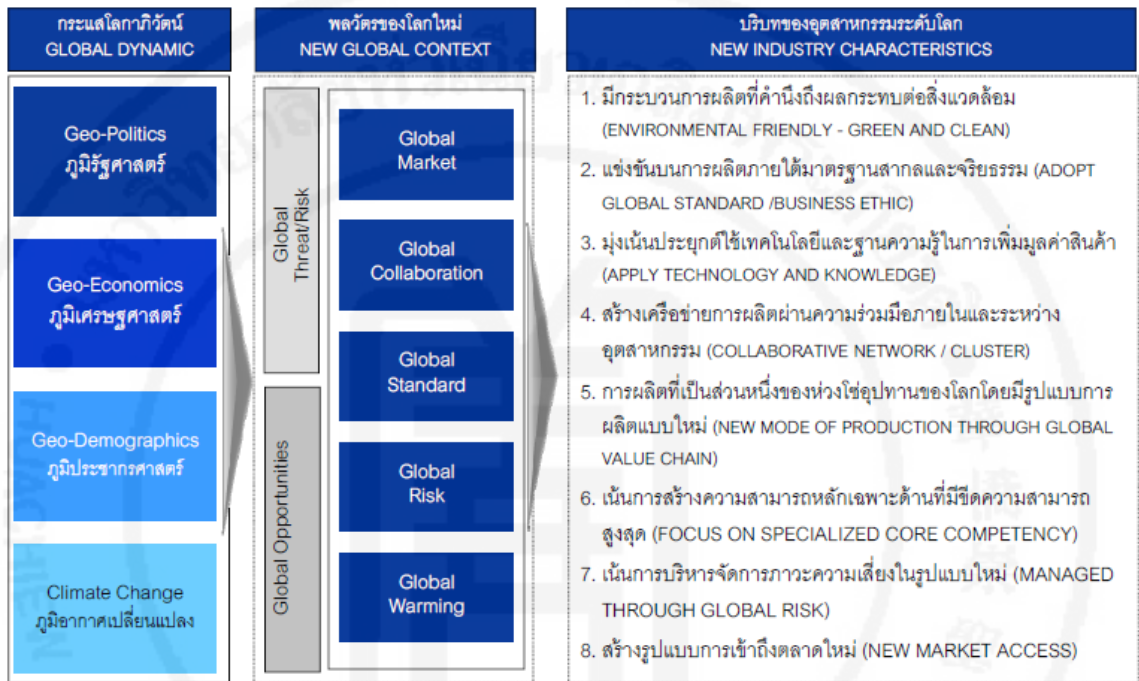 กระแสโลกาภิวัตน์
GLOBAL DYNAMIC
Geo-Politics
ภูมิรัฐศาสตร์
Geo-Economics
ภูมิเศรษฐศาสตร์
Geo-Demographics
ภูมิประชากรศาสตร์
Climate Change
ภูมิอากาศเปลี่ยนแปลง
พลวัตรของโลกใหม่
NEW GLOBAL CONTEXT
Global
Threat/Risk
Global Opportunities
Global
Market
Global
Collaboration
Global
Standard
Global
Risk
Global
Warming
บริบทของอุตสาหกรรมระดับโลก
NEW INDUSTRY CHARACTERISTICS
1. มีกระบวนการผลิตที่คำนึงถึงผลกระทบต่อสิ่งแวดล้อม
(ENVIRONMENTAL FRIENDLY - GREEN AND CLEAN)
2. แข่งขันบนการผลิตภายใต้มาตรฐานสากลและจริยธรรม (ADOPT
GLOBAL STANDARD /BUSINESS ETHIC)
3. มุ่งเน้นประยุกต์ใช้เทคโนโลยีและฐานความรู้ในการเพิ่มมูลค่าสินค้า
(APPLY TECHNOLOGY AND KNOWLEDGE)
4. สร้างเครือข่ายการผลิตผ่านความร่วมมือภายในและระหว่าง
อุตสาหกรรม (COLLABORATIVE NETWORK / CLUSTER)
5. การผลิตที่เป็นส่วนหนึ่งของห่วงโซ่อุปทานของโลกโดยมีรูปแบบการ
ผลิตแบบใหม่ (NEW MODE OF PRODUCTION THROUGH GLOBAL
VALUE CHAIN)
6. เน้นการสร้างความสามารถหลักเฉพาะด้านที่มีขีดความสามารถ
สูงสุด (FOCUS ON SPECIALIZED CORE COMPETENCY)
7. เน้นการบริหารจัดการภาวะความเสี่ยงในรูปแบบใหม่ (MANAGED
THROUGH GLOBAL RISK)
8. สร้างรูปแบบการเข้าถึงตลาดใหม่ (NEW MARKET ACCESS)